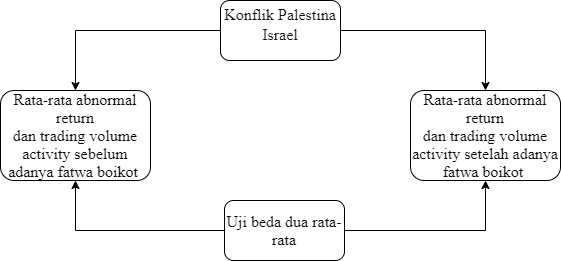 Konflik Palestina
Israel
Rata-rata abnormal
return
dan trading volume
activity sebelum
adanya fatwa boikot
Rata-rata abnormal
return
dan trading volume
activity setelah adanya
fatwa boikot
Uji beda dua rata-
rata